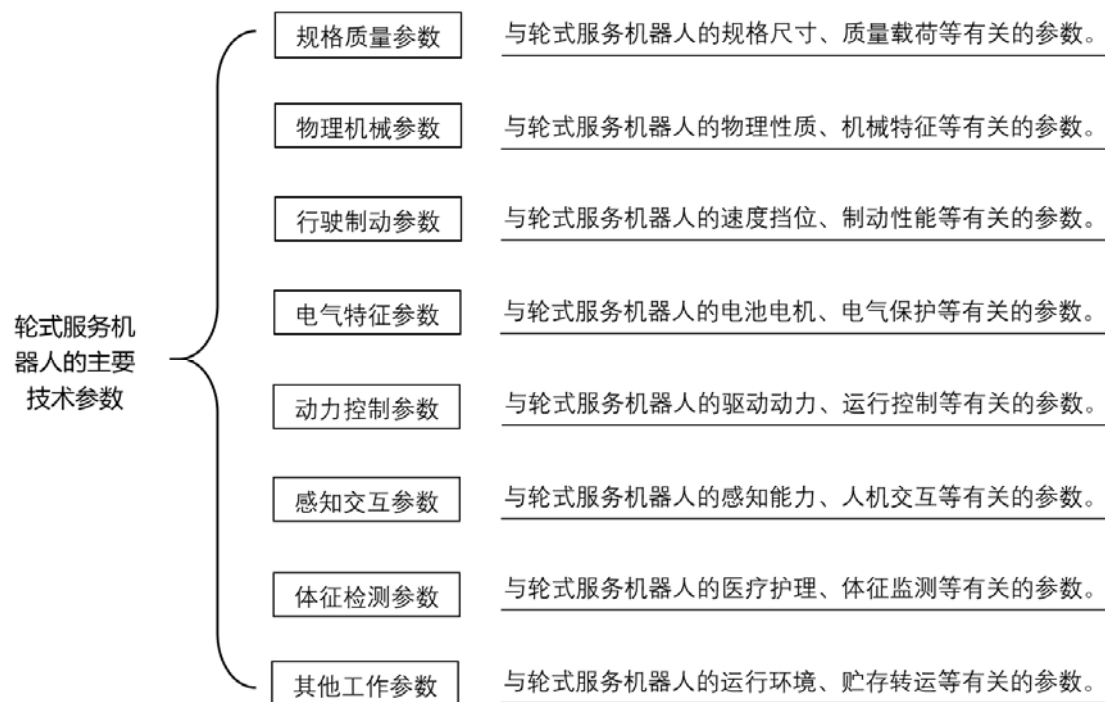 轮式服务机
器人的主要
技术参数
规格质量参数 与轮式服务机器人的规格尺寸、质量载荷等有关的参数。
物理机械参数 与轮式服务机器人的物理性质、机械特征等有关的参数。
行驶制动参数 与轮式服务机器人的速度挡位、制动性能等有关的参数。
电气特征参数 与轮式服务机器人的电池电机、电气保护等有关的参数。
动力控制参数 与轮式服务机器人的驱动动力、运行控制等有关的参数。
感知交互参数 与轮式服务机器人的感知能力、人机交互等有关的参数。
体征检测参数 与轮式服务机器人的医疗护理、体征监测等有关的参数。
其他工作参数 与轮式服务机器人的运行环境、贮存转运等有关的参数。